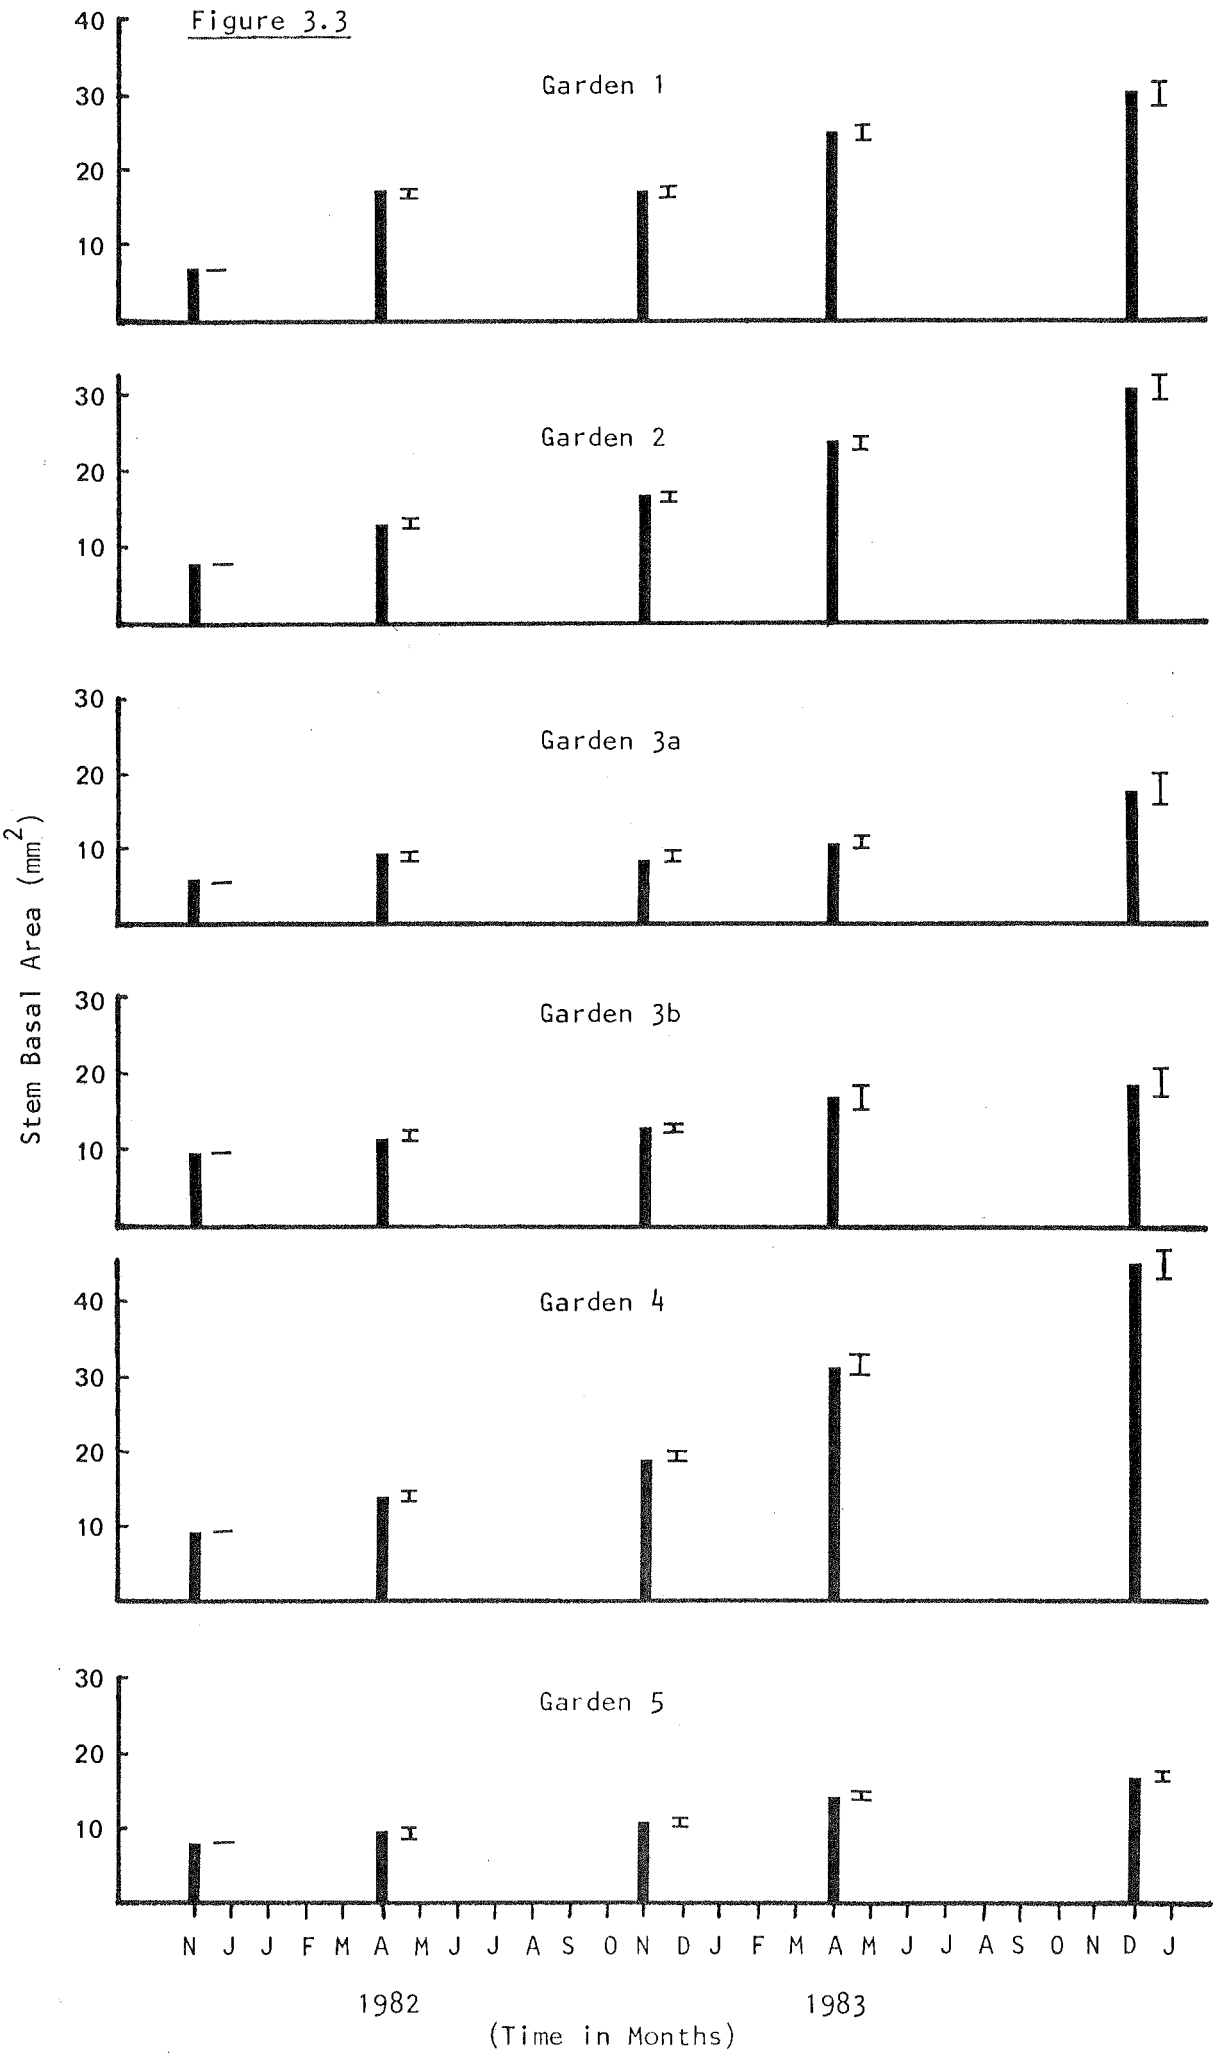 Figure 3.3
Garden 1
40
30
20
10
Garden 2
30
20
10
Garden 3a
30
20
10
Stem Basal Area (mm²)
Garden 3b
30
20
10
Garden 4
40
30
20
10
Garden 5
30
20
10
N J J F M A M J J A S O N D J F M A M J J A S O N D J
1982 1983
(Time in Months)